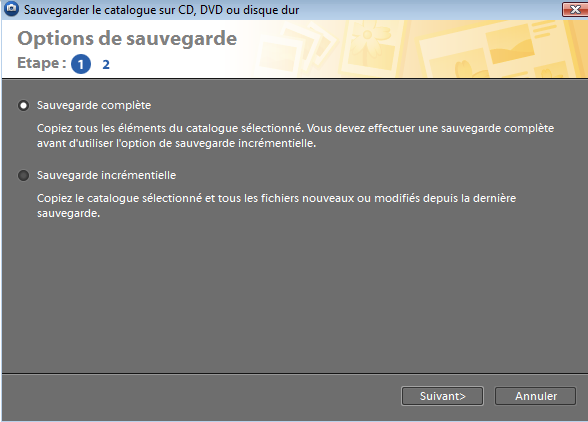 Sauvegarder le catalogue sur CD, DVD ou disque dur
Options de sauvegarde
Etape : 1 2
Sauvegarde complète
Copiez tous les éléments du catalogue sélectionné. Vous devez effectuer une sauvegarde complète
avant d'utiliser l'option de sauvegarde incrémentielle.
Sauvegarde incrémentielle
Copiez le catalogue sélectionné et tous les fichiers nouveaux ou modifiés depuis la dernière
sauvegarde.
Suivant> Annuler